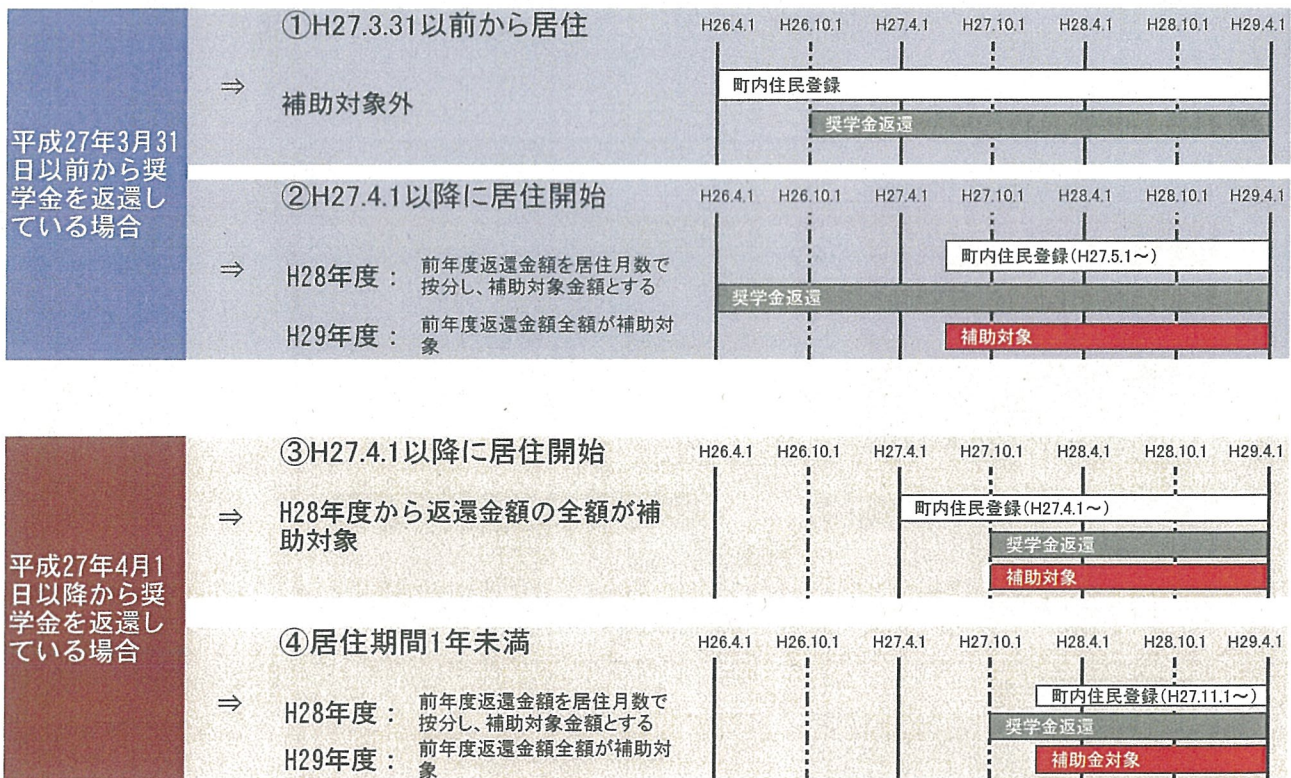 平成27年3月31
日以前から奨
学金を返還し
ている場合
⇒
①H27.3.31以前から居住
補助対象外
H26.4.1 H26.10.1 H27.4.1 H27.10.1 H28.4.1 H28.10.1 H29.4.1
町内住民登録
奨学金返還
⇒
②H27.4.1以降に居住開始
H28年度： 前年度返還金額を居住月数で
按分し、補助対象金額とする
H29年度： 前年度返還金額全額が補助対
象
H26.4.1 H26.10.1 H27.4.1 H27.10.1 H28.4.1 H28.10.1 H29.4.1
町内住民登録(H27.5.1～)
奨学金返還
補助対象
平成27年4月1
日以降から奨
学金を返還し
ている場合
⇒
③H27.4.1以降に居住開始
H28年度から返還金額の全額が補
助対象
H26.4.1 H26.10.1 H27.4.1 H27.10.1 H28.4.1 H28.10.1 H29.4.1
町内住民登録(H27.4.1～)
奨学金返還
補助対象
⇒
④居住期間1年未満
H28年度： 前年度返還金額を居住月数で
按分し、補助対象金額とする
H29年度： 前年度返還金額全額が補助対
象
H26.4.1 H26.10.1 H27.4.1 H27.10.1 H28.4.1 H28.10.1 H29.4.1
町内住民登録(H27.11.1～)
奨学金返還
補助金対象